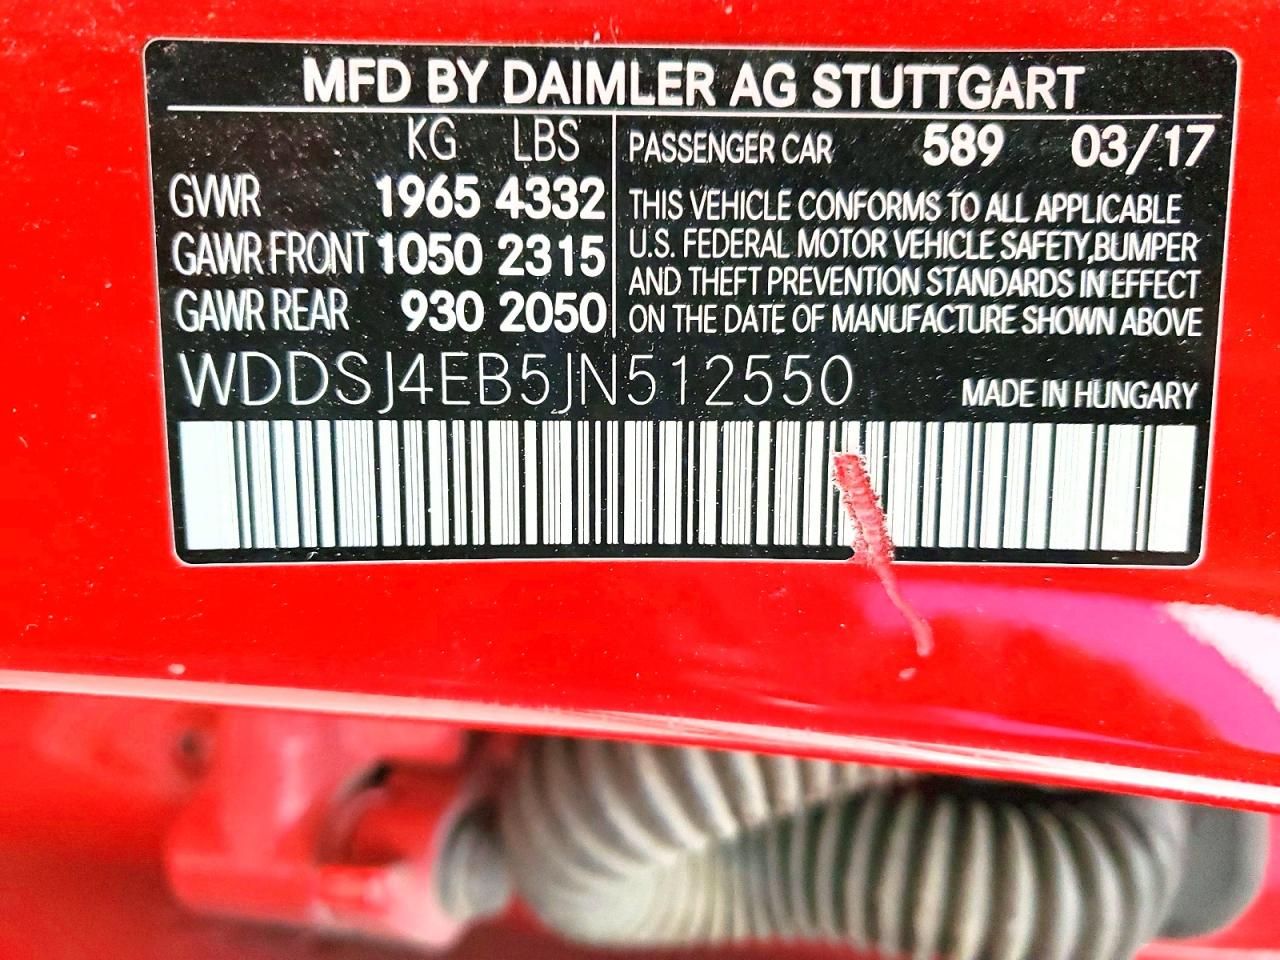 MFD BY DAIMLER AG STUTTGART
KG LBS
GVWR 1965 4332
GAWR FRONT 1050 2315
GAWR REAR 930 2050
PASSENGER CAR 589 03/17
THIS VEHICLE CONFORMS TO ALL APPLICABLE
U.S. FEDERAL MOTOR VEHICLE SAFETY,BUMPER
AND THEFT PREVENTION STANDARDS IN EFFECT
ON THE DATE OF MANUFACTURE SHOWN ABOVE
WDDSJ4EB5JN512550
MADE IN HUNGARY